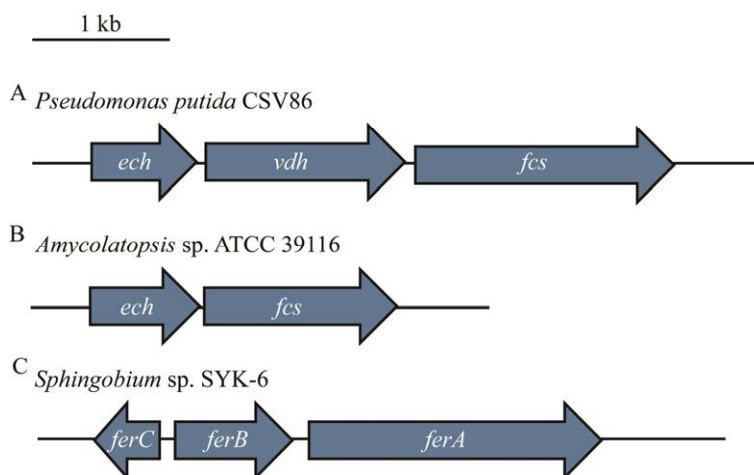 1 kb
A Pseudomonas putida CSV86
ech vdh fcs
B Amycolatopsis sp. ATCC 39116
ech fcs
C Sphingobium sp. SYK-6
ferC ferB ferA